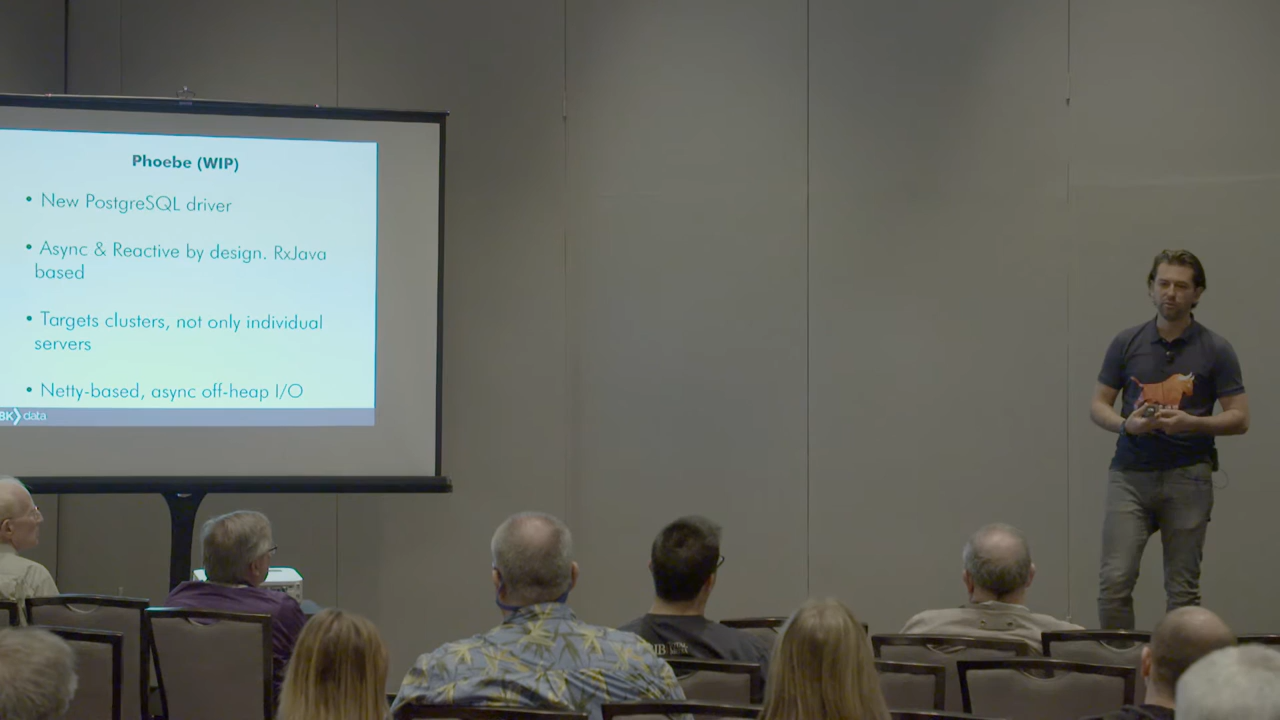 Phoebe (WIP)
• New PostgreSQL driver
• Async & Reactive by design. RxJava
based
• Targets clusters, not only individual
servers
• Netty-based, async off-heap I/O
8K data